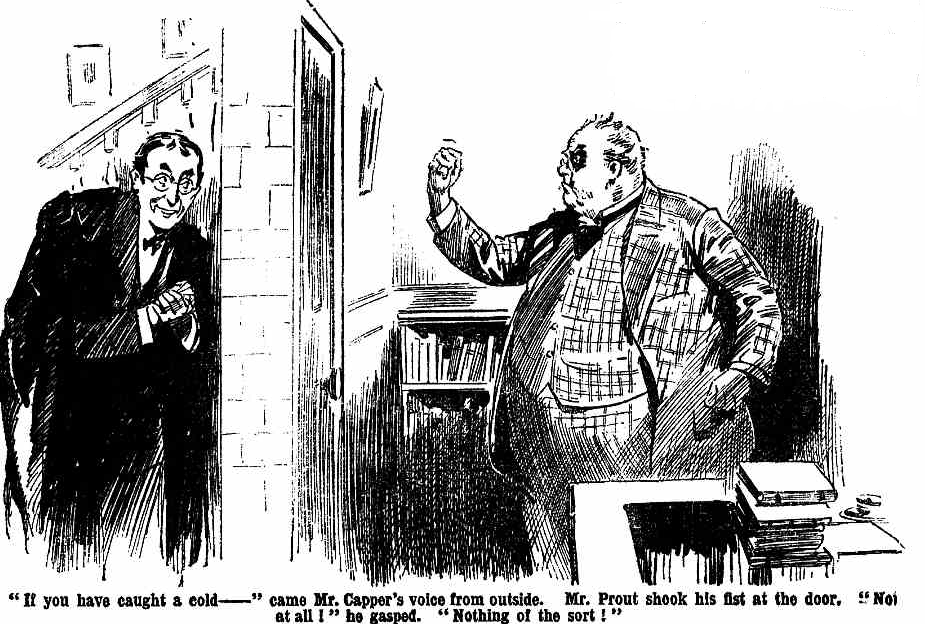 “If you have caught a cold——” came Mr. Capper’s voice from outside. Mr. Prout shook his fist at the door. “Not
at all!” he gasped. “Nothing of the sort!”